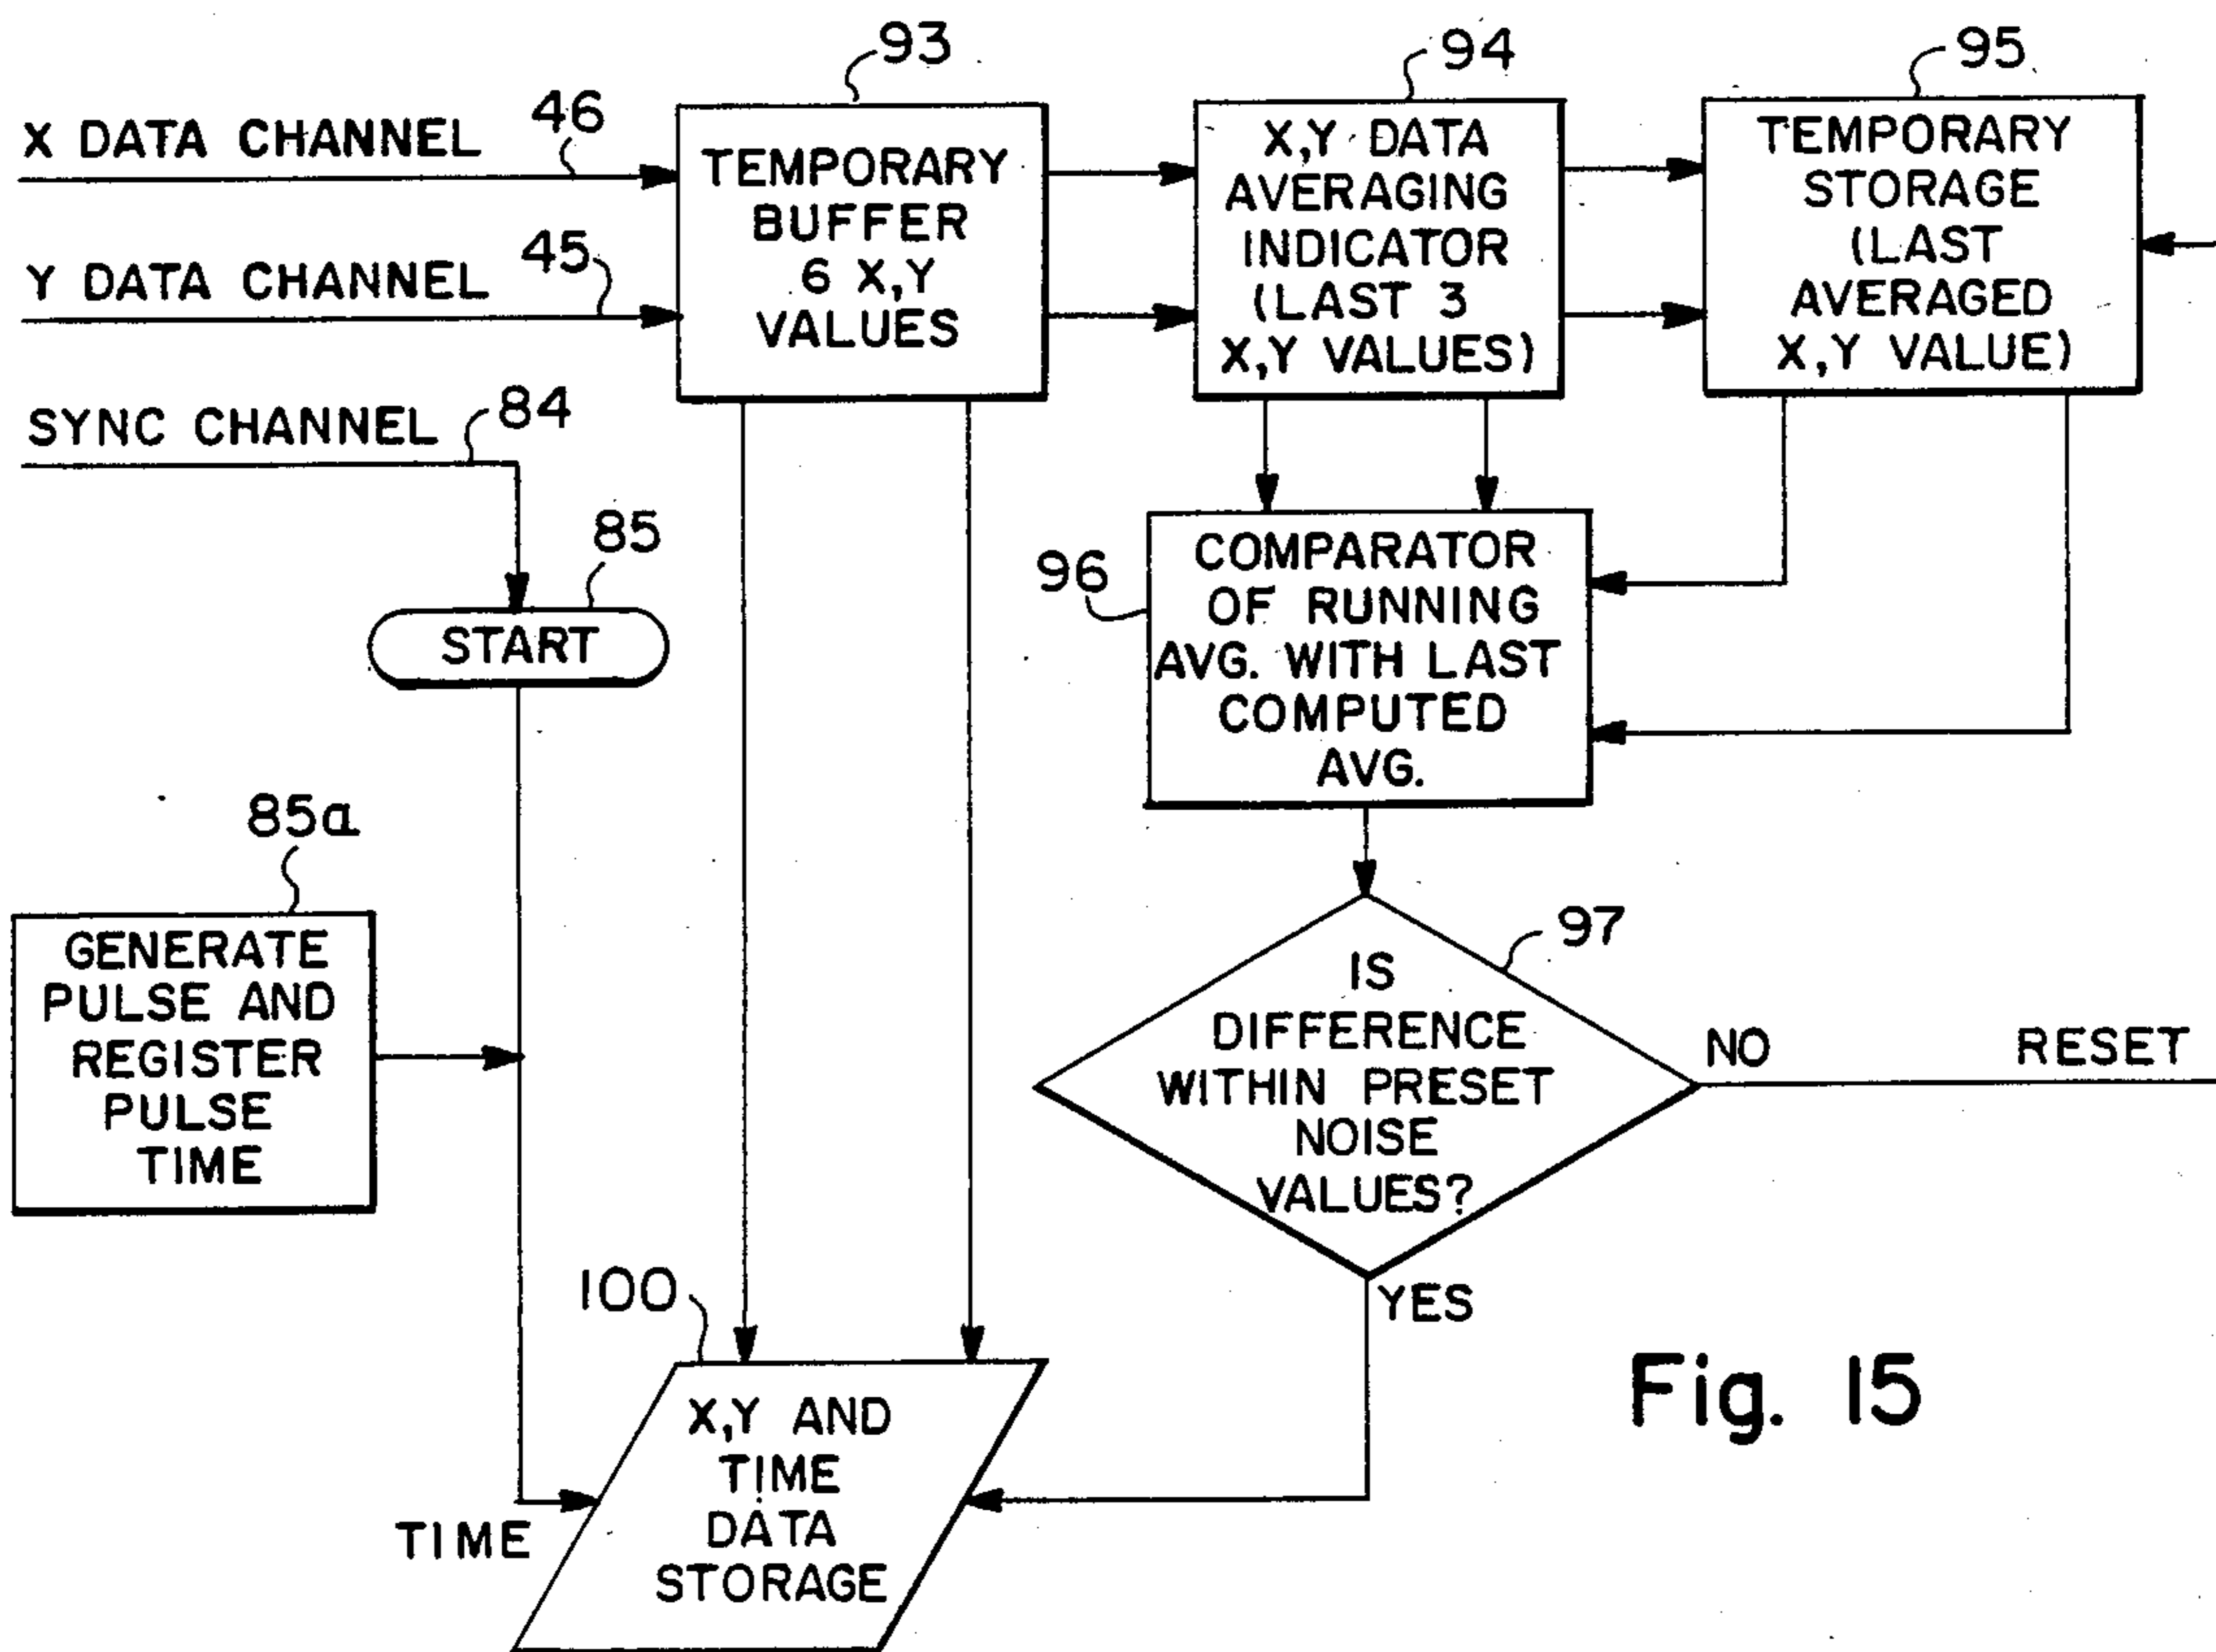 93
94
95
X DATA CHANNEL
46
Y DATA CHANNEL
45
TEMPORARY
BUFFER
6 X,Y
VALUES
X,Y DATA
AVERAGING
INDICATOR
(LAST 3
X,Y VALUES)
TEMPORARY
STORAGE
(LAST
AVERAGED
X,Y VALUE)
SYNC CHANNEL
84
85
START
96
COMPARATOR
OF RUNNING
AVG. WITH LAST
COMPUTED
AVG.
85a
GENERATE
PULSE AND
REGISTER
PULSE
TIME
97
IS
DIFFERENCE
WITHIN PRESET
NOISE
VALUES?
NO
RESET
YES
100
X,Y AND
TIME
DATA
STORAGE
TIME
Fig. 15